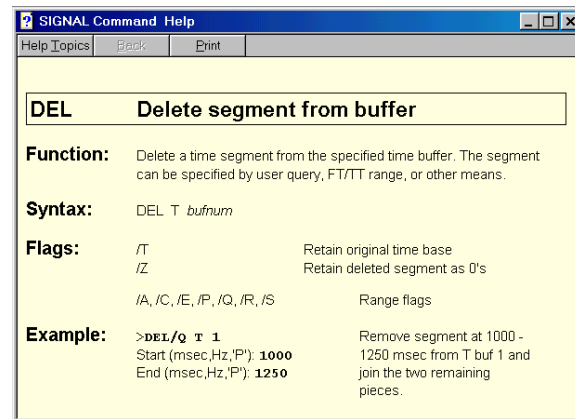 SIGNAL Command Help
Help Topics Back Print
DEL Delete segment from buffer
Function: Delete a time segment from the specified time buffer. The segment
can be specified by user query, FT/TT range, or other means.
Syntax: DEL T bufnum
Flags: /T Retain original time base
/Z Retain deleted segment as 0's
/A, /C, /E, /P, /Q, /R, /S Range flags
Example: >DEL/Q T 1 Remove segment at 1000 -
Start (msec,Hz,'P'): 1000 1250 msec from T buf 1 and
End (msec,Hz,'P'): 1250 join the two remaining
pieces.